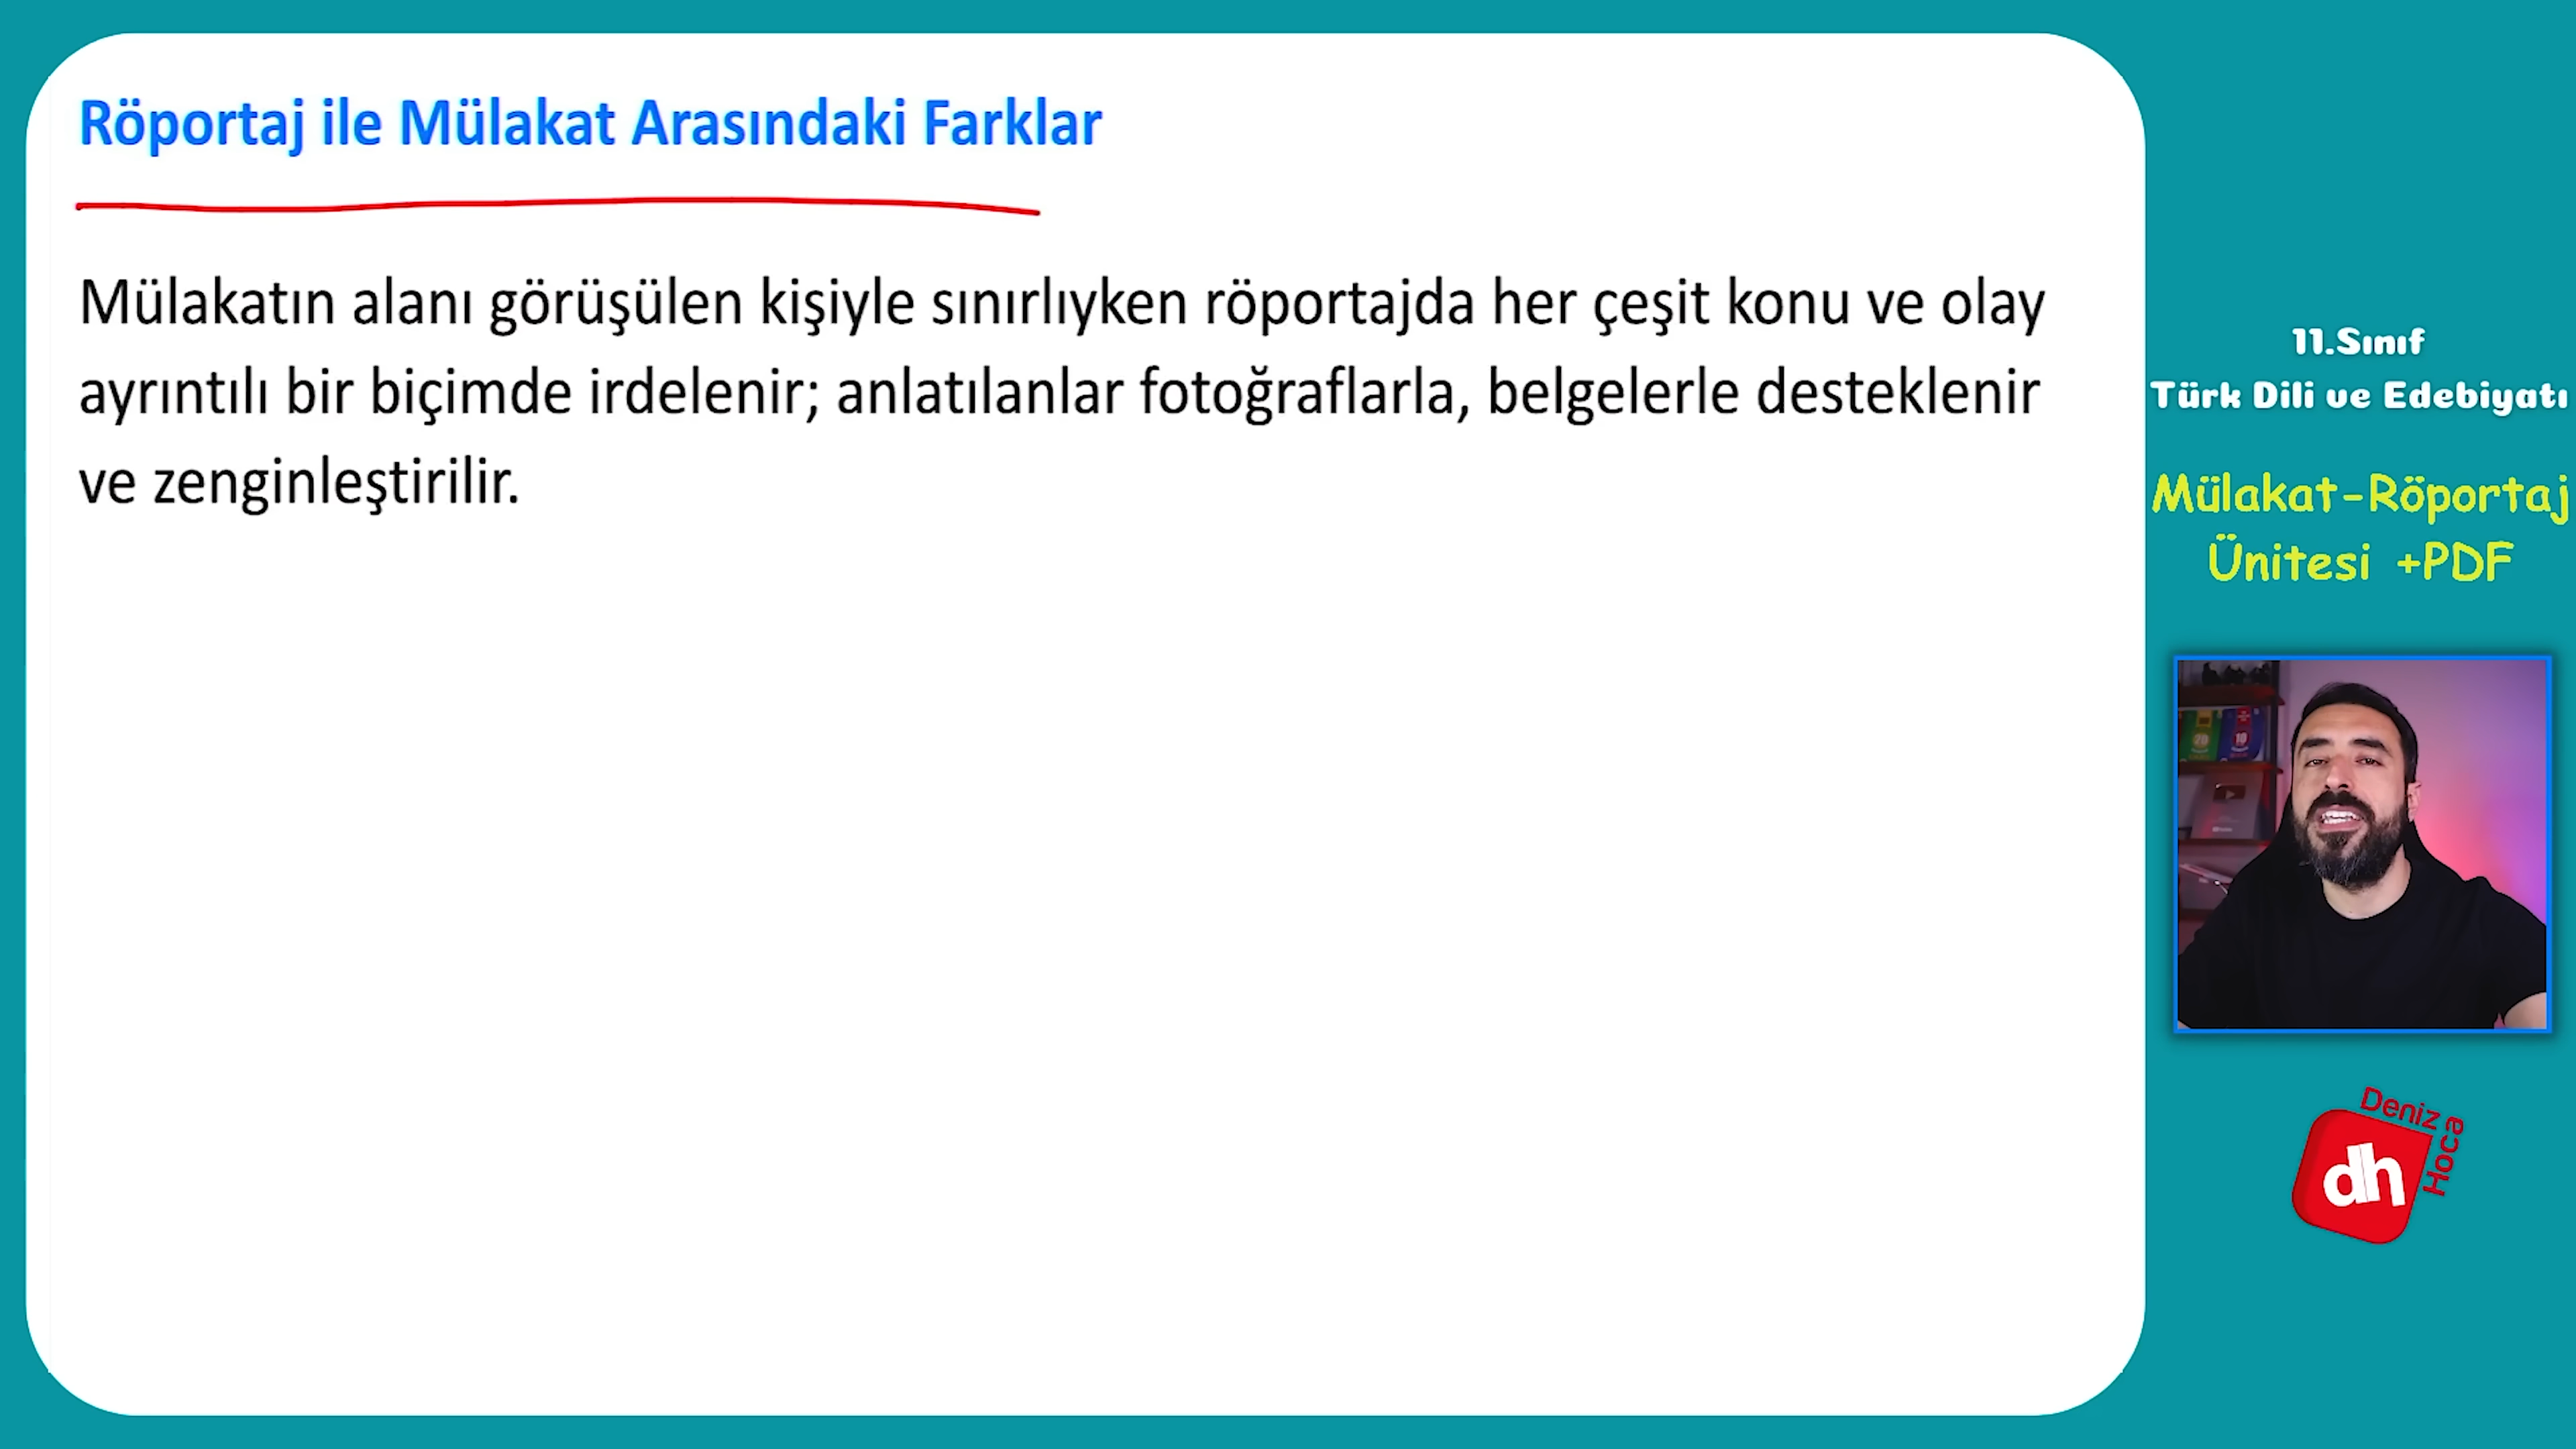 Röportaj ile Mülakat Arasındaki Farklar
Mülakatın alanı görüşülen kişiyle sınırlıyken röportajda her çeşit konu ve olay
ayrıntılı bir biçimde irdelenir; anlatılanlar fotoğraflarla, belgelerle desteklenir
ve zenginleştirilir.
11.Sınıf
Türk Dili ve Edebiyatı
Mülakat-Röportaj
Ünitesi +PDF
Deniz
Hoca
dh